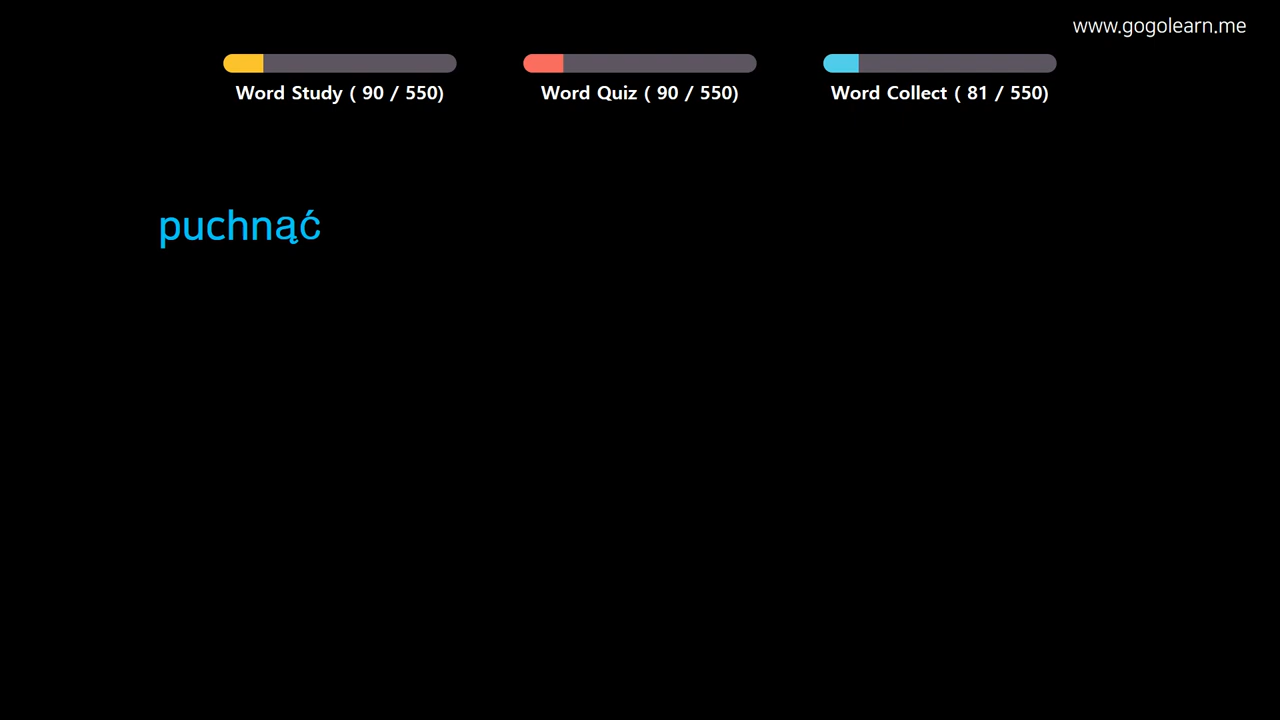 www.gogolearn.me
Word Study ( 90 / 550)
Word Quiz ( 90 / 550)
Word Collect ( 81 / 550)
puchnąć